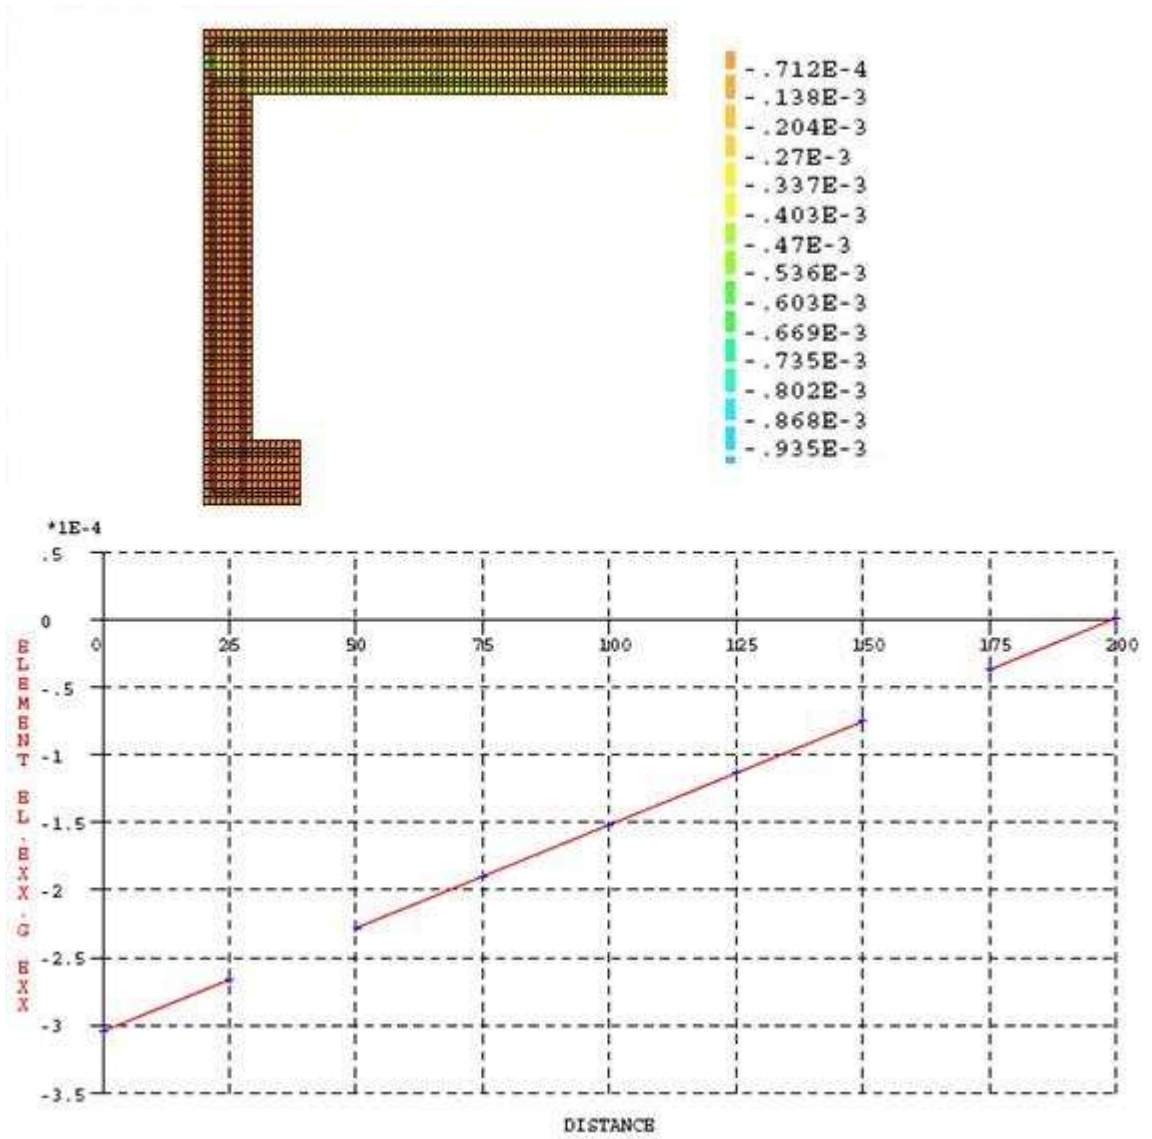 -.712E-4
-.138E-3
-.204E-3
-.27E-3
-.337E-3
-.403E-3
-.47E-3
-.536E-3
-.603E-3
-.669E-3
-.735E-3
-.802E-3
-.868E-3
-.935E-3
*1E-4
.5
0
0 25 50 75 100 125 150 175 200
-.5
-1
-1.5
-2
-2.5
-3
-3.5
ELEMENT EL.EXX.G EXX
DISTANCE